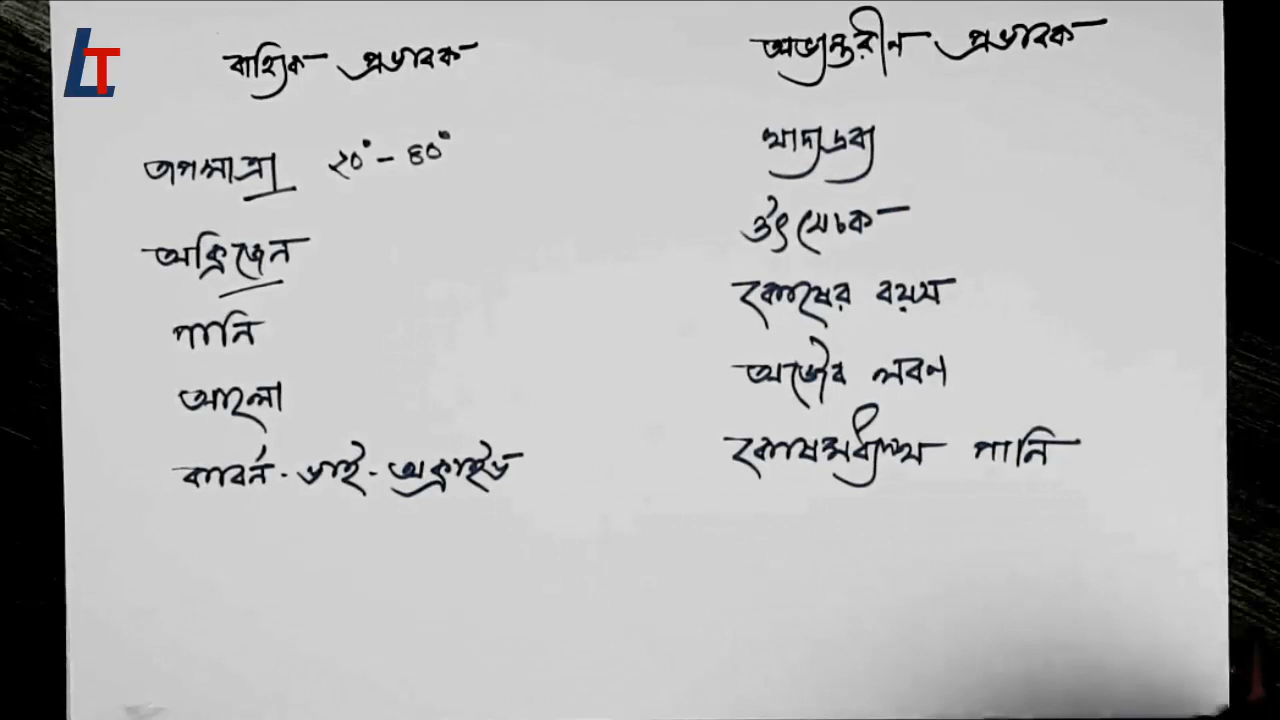 LT
বাহ্যিক প্রভাবক
তাপমাত্রা ২০° - ৪০°
অক্সিজেন
পানি
আলো
কার্বন - ডাই - অক্সাইড
অভ্যন্তরীন প্রভাবক
খাদ্যদ্রব্য
উৎসেচক
কোষের বয়স
অজৈব লবণ
কোষমধ্যস্থ পানি